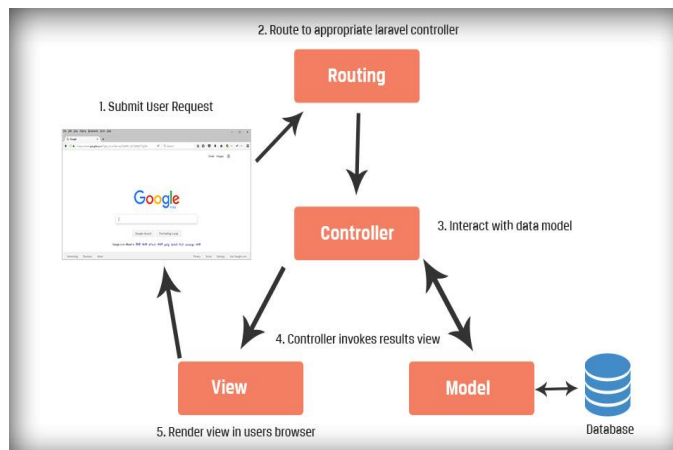 2. Route to appropriate laravel controller
Routing
1. Submit User Request
Google
Controller
3. Interact with data model
4. Controller invokes results view
View
Model
5. Render view in users browser
Database